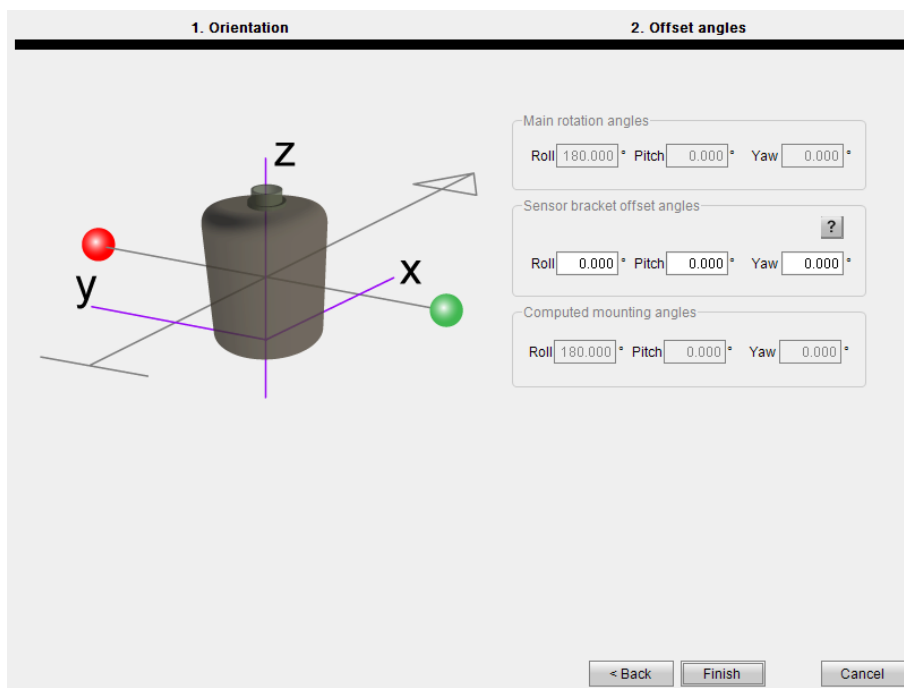 1. Orientation
2. Offset angles
z
y
x
Main rotation angles
Roll 180.000 ° Pitch 0.000 ° Yaw 0.000 °
Sensor bracket offset angles
?
Roll 0.000 ° Pitch 0.000 ° Yaw 0.000 °
Computed mounting angles
Roll 180.000 ° Pitch 0.000 ° Yaw 0.000 °
< Back Finish Cancel